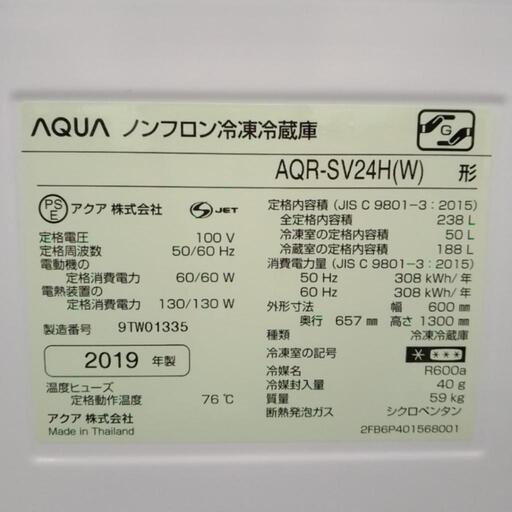 AQUA ノンフロン冷凍冷蔵庫
G
AQR-SV24H(W) 形
PS E アクア 株式会社 S JET
定格電圧 100 V
定格周波数 50/60 Hz
電動機の
定格消費電力 60/60 W
電熱装置の
定格消費電力 130/130 W
製造番号 9TW01335
2019 年製
温度ヒューズ
定格動作温度 76℃
アクア 株式会社
Made in Thailand
定格内容積 (JIS C 9801-3:2015)
全定格内容積 238 L
冷凍室の定格内容積 50 L
冷蔵室の定格内容積 188 L
消費電力量 (JIS C 9801-3:2015)
50 Hz 308 kWh/年
60 Hz 308 kWh/年
外形寸法 幅 600 mm
奥行 657 mm 高さ 1300 mm
種類 冷凍冷蔵庫
冷凍室の記号 * ***
冷媒名 R600a
冷媒封入量 40g
質量 59kg
断熱発泡ガス シクロペンタン
2FB6P401568001